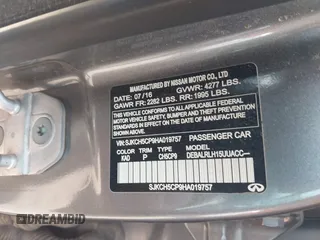 MANUFACTURED BY NISSAN MOTOR CO., LTD
DATE: 07/16 GVWR: 4277 LBS.
GAWR FR: 2282 LBS. RR: 1995 LBS.
THIS VEHICLE CONFORMS TO ALL APPLICABLE
FEDERAL MOTOR VEHICLE SAFETY, BUMPER AND
THEFT PREVENTION STANDARDS IN EFFECT ON
THE DATE OF MANUFACTURE SHOWN ABOVE.
VIN:SJKCH5CP9HA019757 PASSENGER CAR
COLOR TRIM MODEL TYPE
KAD P CH5CP9 DEBALRLH15UUACC---
SJKCH5CP9HA019757
INFINITI
DREAMBID